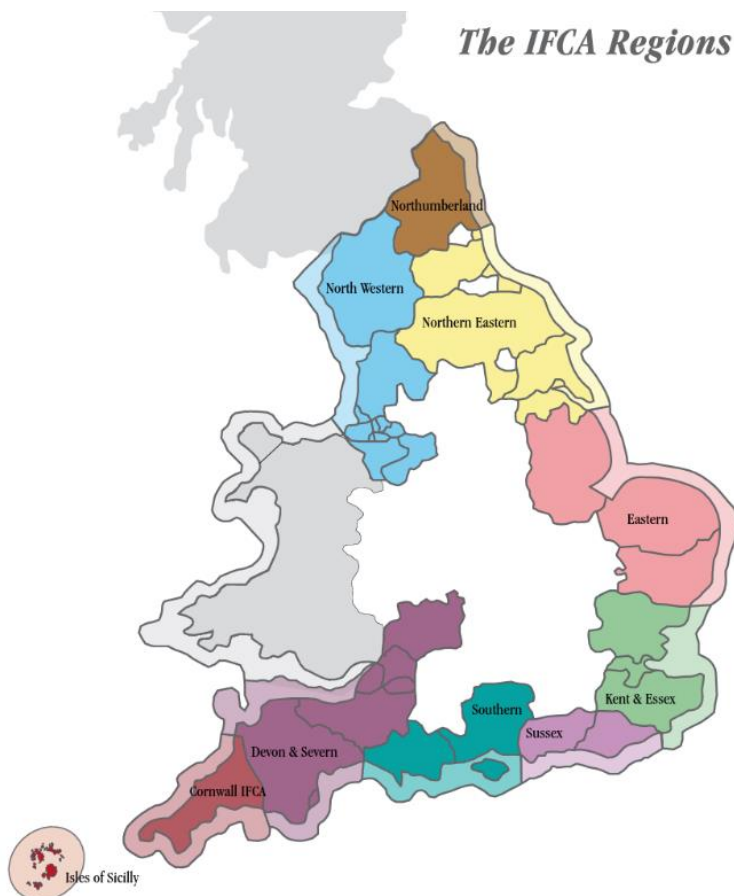 The IFCA Regions
Northumberland
North Western
Northern Eastern
Eastern
Kent & Essex
Southern
Sussex
Devon & Severn
Cornwall IFCA
Isles of Sicilly